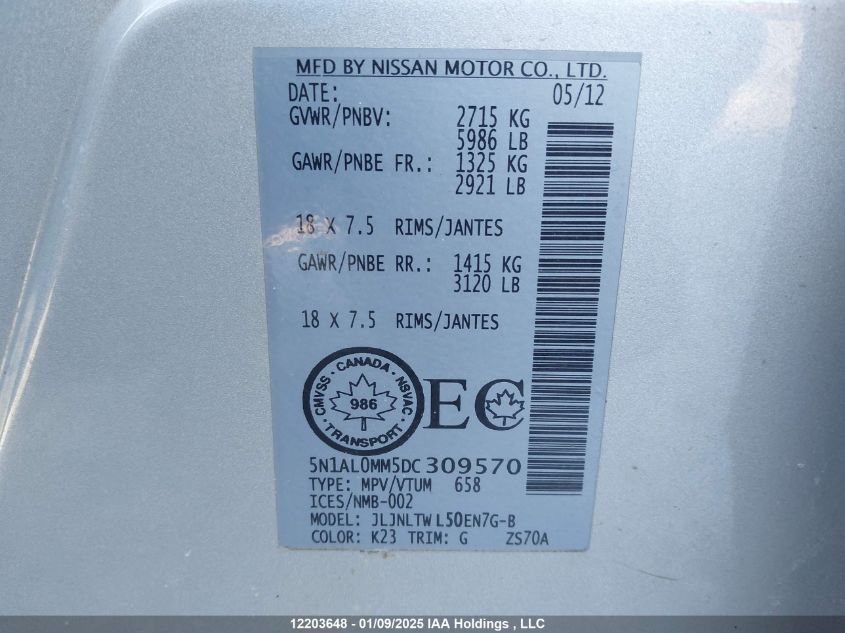 MFD BY NISSAN MOTOR CO., LTD.
DATE: 05/12
GVWR/PNBV: 2715 KG
5986 LB
GAWR/PNBE FR.: 1325 KG
2921 LB
18 X 7.5 RIMS/JANTES
GAWR/PNBE RR.: 1415 KG
3120 LB
18 X 7.5 RIMS/JANTES
CANADA · NSVAC · TRANSPORT · CMVSS ·
986
EC
5N1AL0MM5DC309570
TYPE: MPV/VTUM 658
ICES/NMB-002
MODEL: JLJNLTWL50EN7G-B
COLOR: K23 TRIM: G ZS70A
12203648 - 01/09/2025 IAA Holdings , LLC